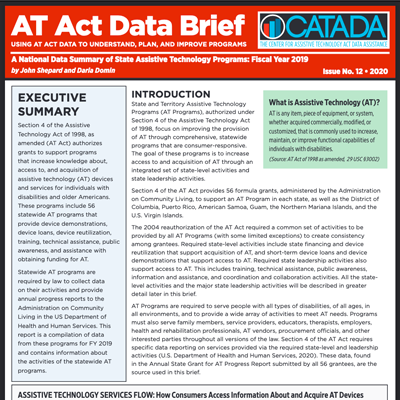 AT Act Data Brief
CATADA
USING AT ACT DATA TO UNDERSTAND, PLAN, AND IMPROVE PROGRAMS
THE CENTER FOR ASSISTIVE TECHNOLOGY ACT DATA ASSISTANCE
A National Data Summary of State Assistive Technology Programs: Fiscal Year 2019
by John Shepard and Daria Domin
Issue No. 12 • 2020
EXECUTIVE
SUMMARY
Section 4 of the Assistive
Technology Act of 1998, as
amended (AT Act) authorizes
grants to support programs
that increase knowledge about,
access to, and acquisition of
assistive technology (AT) devices
and services for individuals with
disabilities and older Americans.
These programs include 56
statewide AT programs that
provide device demonstrations,
device loans, device reutilization,
training, technical assistance, public
awareness, and assistance with
obtaining funding for AT.
Statewide AT programs are
required by law to collect data
on their activities and provide
annual progress reports to the
Administration on Community
Living in the US Department of
Health and Human Services. This
report is a compilation of data
from these programs for FY 2019
and contains information about
the activities of the statewide AT
programs.
INTRODUCTION
State and Territory Assistive Technology
Programs (AT Programs), authorized under
Section 4 of the Assistive Technology Act
of 1998, focus on improving the provision
of AT through comprehensive, statewide
programs that are consumer-responsive.
The goal of these programs is to increase
access to and acquisition of AT through an
integrated set of state-level activities and
state leadership activities.
What is Assistive Technology (AT)?
AT is any item, piece of equipment, or system,
whether acquired commercially, modified, or
customized, that is commonly used to increase,
maintain, or improve functional capabilities of
individuals with disabilities.
(Source: AT Act of 1998 as amended, 29 USC §3002)
Section 4 of the AT Act provides 56 formula grants, administered by the Administration
on Community Living, to support an AT Program in each state, as well as the District of
Columbia, Puerto Rico, American Samoa, Guam, the Northern Mariana Islands, and the
U.S. Virgin Islands.
The 2004 reauthorization of the AT Act required a common set of activities to be
provided by all AT Programs (with some limited exceptions) to create consistency
among grantees. Required state-level activities include state financing and device
reutilization that support acquisition of AT, and short-term device loans and device
demonstrations that support access to AT. Required state leadership activities also
support access to AT. This includes training, technical assistance, public awareness,
information and assistance, and coordination and collaboration activities. All the state-
level activities and the major state leadership activities will be described in greater
detail later in this brief.
AT Programs are required to serve people with all types of disabilities, of all ages, in
all environments, and to provide a wide array of activities to meet AT needs. Programs
must also serve family members, service providers, educators, therapists, employers,
health and rehabilitation professionals, AT vendors, procurement officials, and other
interested parties throughout all versions of the law. Section 4 of the AT Act requires
specific data reporting on services provided via the required state-level and leadership
activities (U.S. Department of Health and Human Services, 2020). These data, found
in the Annual State Grant for AT Progress Report submitted by all 56 grantees, are the
source used in this brief.
ASSISTIVE TECHNOLOGY SERVICES FLOW: How Consumers Access Information About and Acquire AT Devices